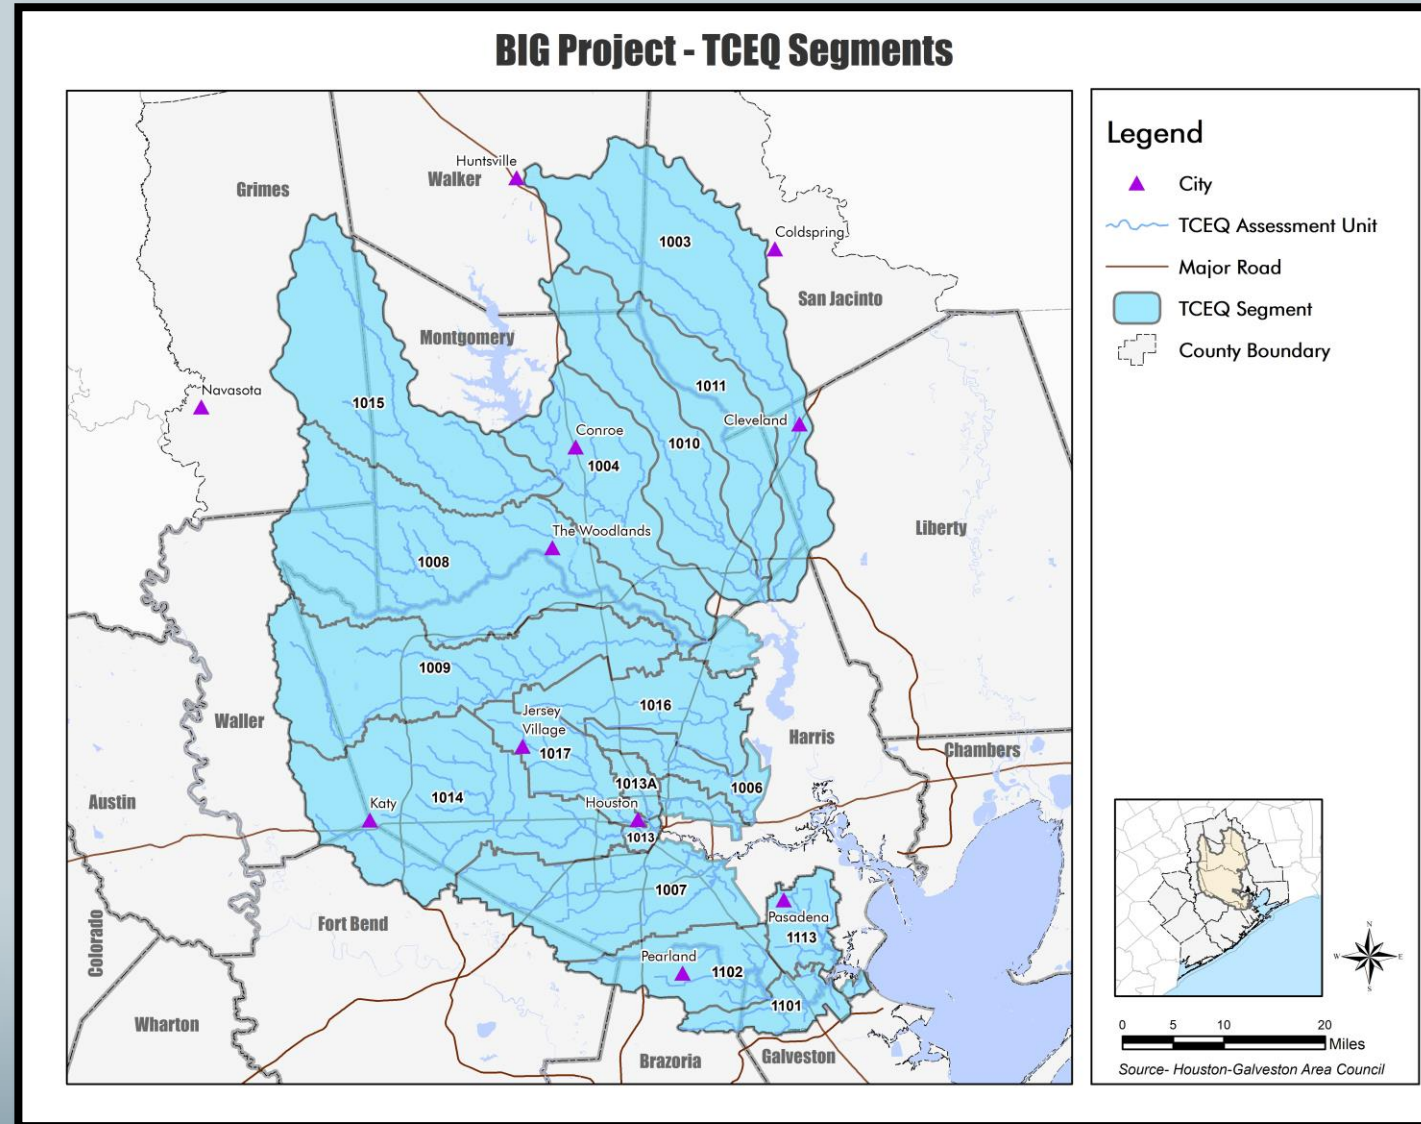 BIG Project - TCEQ Segments
Huntsville
Walker
Grimes
1003
Coldspring
San Jacinto
Montgomery
1011
Navasota
1015
Cleveland
Conroe
1010
1004
The Woodlands
Liberty
1008
1009
1016
Jersey
Village
Waller
1017
Harris
Chambers
1013A
1006
Katy
1014
Austin
Houston
1013
1007
Pasadena
Fort Bend
1113
Colorado
Pearland
1102
1101
Wharton
Brazoria
Galveston
Legend
City
TCEQ Assessment Unit
Major Road
TCEQ Segment
County Boundary
N
W
E
S
0 5 10 20
Miles
Source- Houston-Galveston Area Council